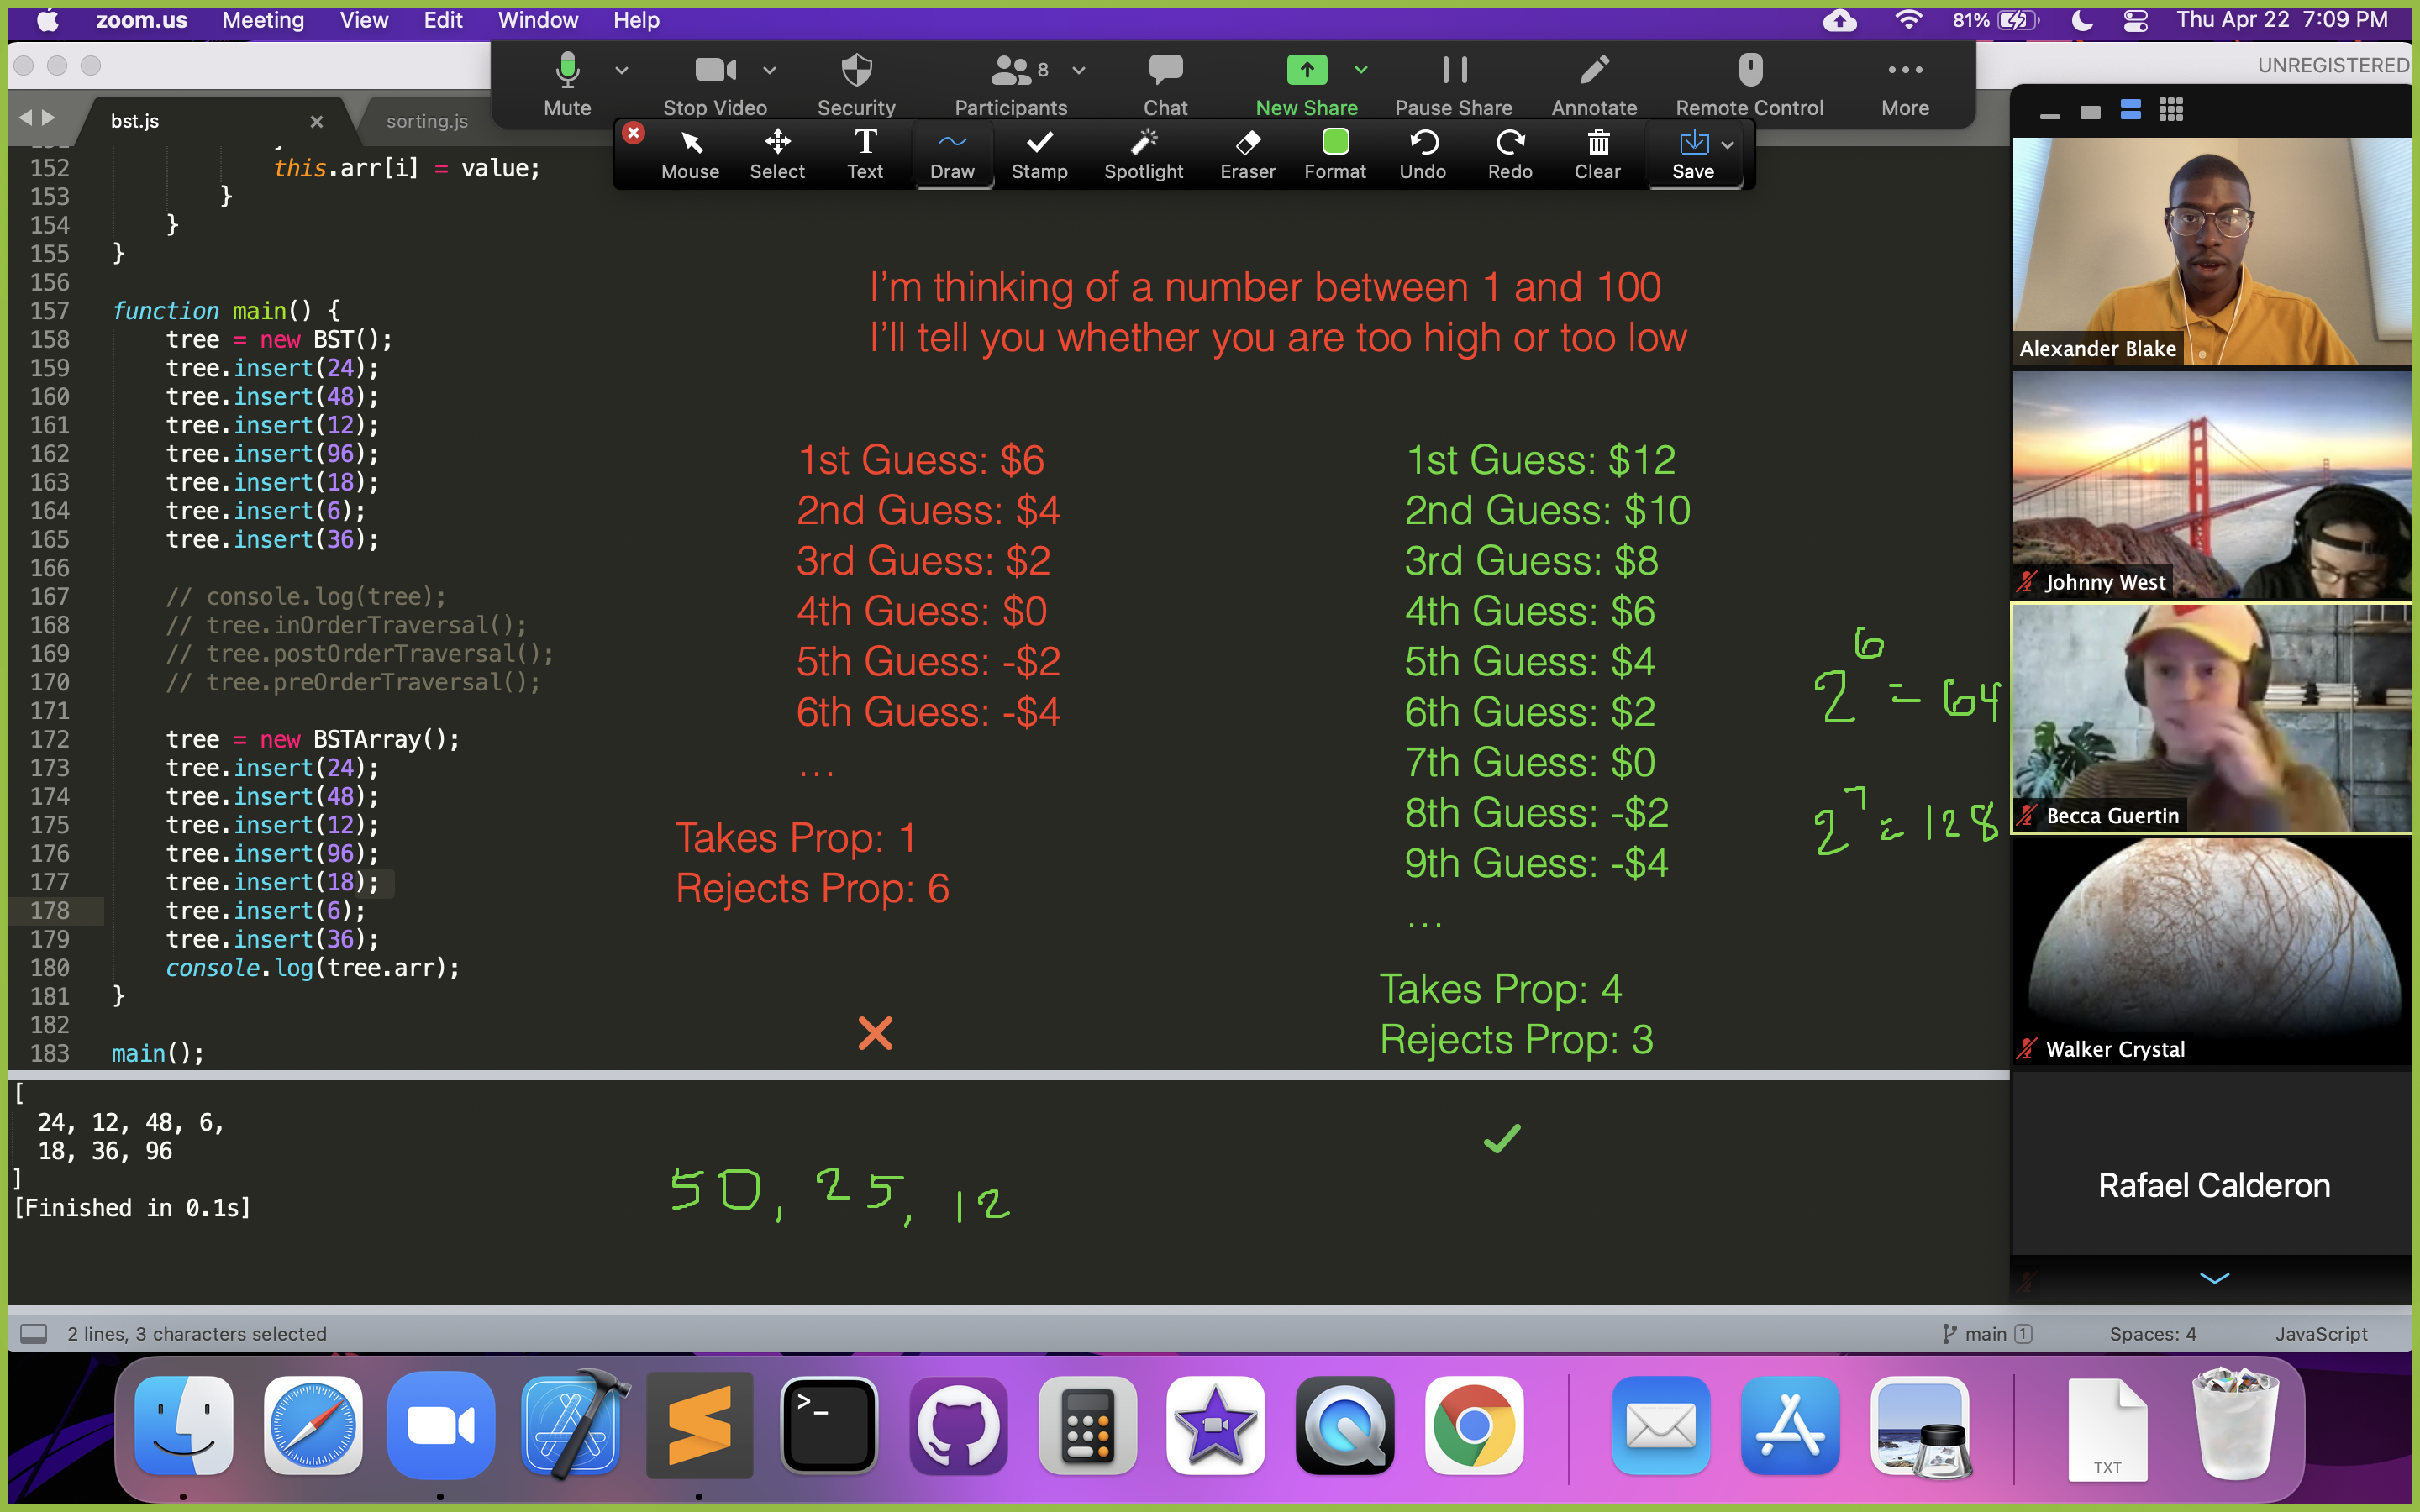 zoom.us Meeting View Edit Window Help 81% Thu Apr 22 7:09 PM
UNREGISTERED
Mute Stop Video Security Participants 8 Chat New Share Pause Share Annotate Remote Control More
Mouse Select Text Draw Stamp Spotlight Eraser Format Undo Redo Clear Save
bst.js sorting.js
152 this.arr[i] = value;
153 }
154 }
155 }
156
157 function main() {
158 tree = new BST();
159 tree.insert(24);
160 tree.insert(48);
161 tree.insert(12);
162 tree.insert(96);
163 tree.insert(18);
164 tree.insert(6);
165 tree.insert(36);
166
167 // console.log(tree);
168 // tree.inOrderTraversal();
169 // tree.postOrderTraversal();
170 // tree.preOrderTraversal();
171
172 tree = new BSTArray();
173 tree.insert(24);
174 tree.insert(48);
175 tree.insert(12);
176 tree.insert(96);
177 tree.insert(18);
178 tree.insert(6);
179 tree.insert(36);
180 console.log(tree.arr);
181 }
182
183 main();
[
24, 12, 48, 6,
18, 36, 96
]
[Finished in 0.1s]
I'm thinking of a number between 1 and 100
I'll tell you whether you are too high or too low
1st Guess: $6
2nd Guess: $4
3rd Guess: $2
4th Guess: $0
5th Guess: -$2
6th Guess: -$4
...
Takes Prop: 1
Rejects Prop: 6
1st Guess: $12
2nd Guess: $10
3rd Guess: $8
4th Guess: $6
5th Guess: $4
6th Guess: $2
7th Guess: $0
8th Guess: -$2
9th Guess: -$4
...
Takes Prop: 4
Rejects Prop: 3
2^6 = 64
2^7 = 128
50, 25, 12
Alexander Blake
Johnny West
Becca Guertin
Walker Crystal
Rafael Calderon
2 lines, 3 characters selected
main 1 Spaces: 4 JavaScript
TXT